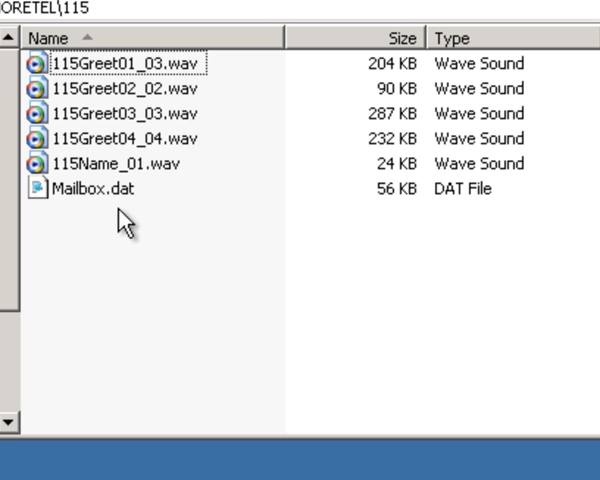 ORETEL\115
Name Size Type
115Greet01_03.wav 204 KB Wave Sound
115Greet02_02.wav 90 KB Wave Sound
115Greet03_03.wav 287 KB Wave Sound
115Greet04_04.wav 232 KB Wave Sound
115Name_01.wav 24 KB Wave Sound
Mailbox.dat 56 KB DAT File